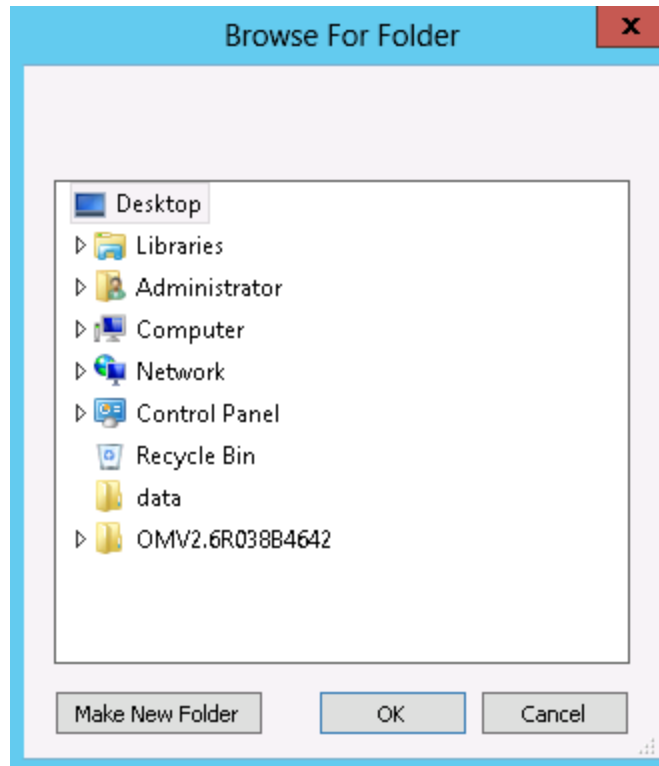 Browse For Folder
x
Desktop
Libraries
Administrator
Computer
Network
Control Panel
Recycle Bin
data
OMV2.6R038B4642
Make New Folder OK Cancel